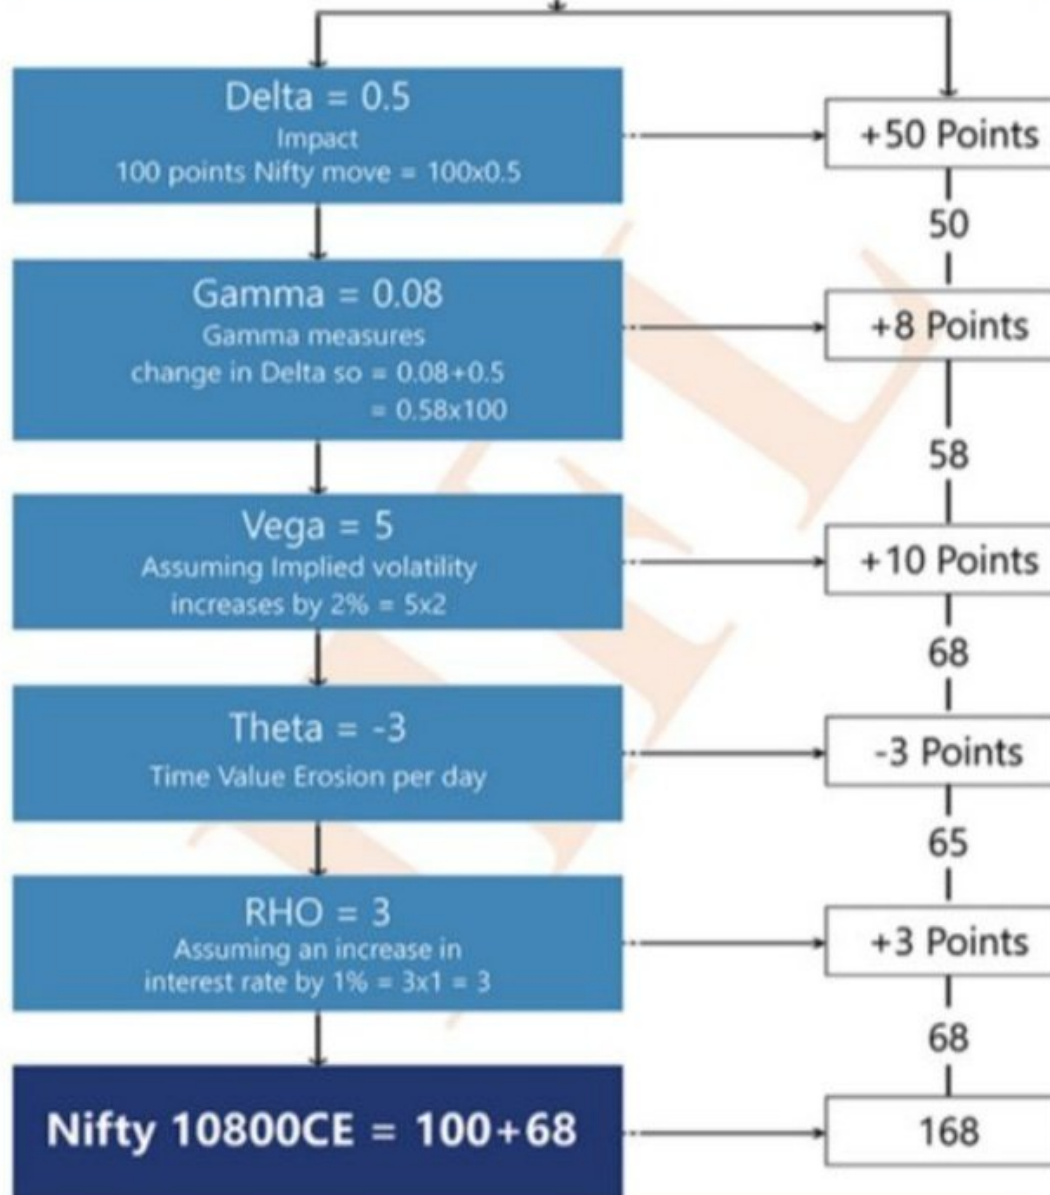 Delta = 0.5
Impact
100 points Nifty move = 100x0.5
+50 Points
50
Gamma = 0.08
Gamma measures
change in Delta so = 0.08+0.5
= 0.58x100
+8 Points
58
Vega = 5
Assuming Implied volatility
increases by 2% = 5x2
+10 Points
68
Theta = -3
Time Value Erosion per day
-3 Points
65
RHO = 3
Assuming an increase in
interest rate by 1% = 3x1 = 3
+3 Points
68
Nifty 10800CE = 100+68
168
IIFL